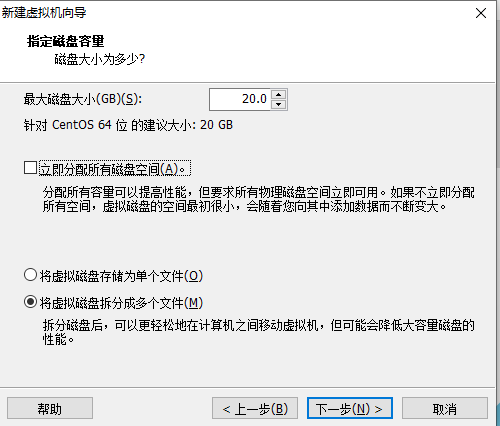 新建虚拟机向导
指定磁盘容量
磁盘大小为多少?
最大磁盘大小(GB)(S):
20.0
针对 CentOS 64 位 的建议大小: 20 GB
立即分配所有磁盘空间(A)。
分配所有容量可以提高性能，但要求所有物理磁盘空间立即可用。如果不立即分配
所有空间，虚拟磁盘的空间最初很小，会随着您向其中添加数据而不断变大。
将虚拟磁盘存储为单个文件(O)
将虚拟磁盘拆分成多个文件(M)
拆分磁盘后，可以更轻松地在计算机之间移动虚拟机，但可能会降低大容量磁盘的
性能。
帮助
< 上一步(B)
下一步(N) >
取消